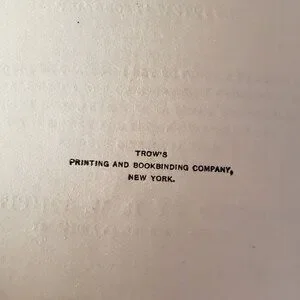 TROW'S
PRINTING AND BOOKBINDING COMPANY,
NEW YORK.